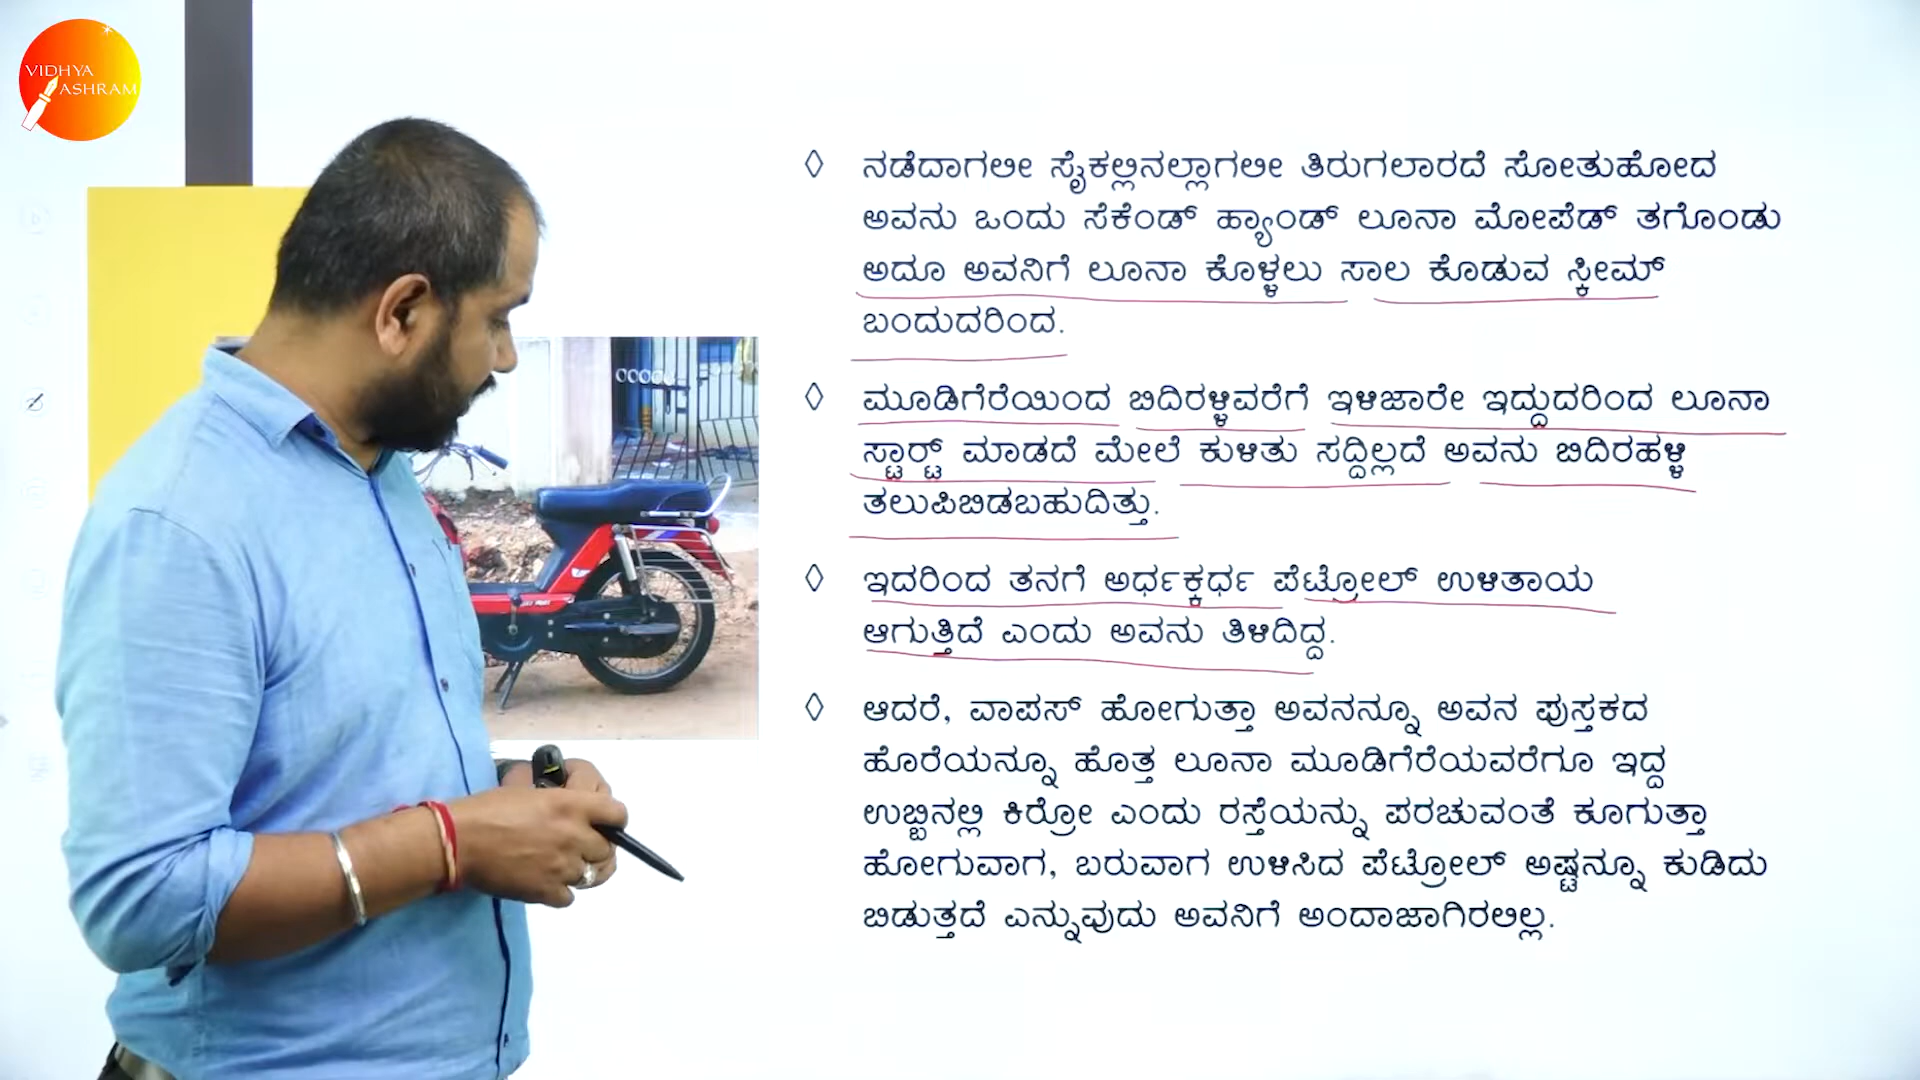 VIDHYA
ASHRAM
◊ ನಡೆದಾಗಲೀ ಸೈಕಲ್ಲಿನಲ್ಲಾಗಲೀ ತಿರುಗಲಾರದೆ ಸೋತುಹೋದ
ಅವನು ಒಂದು ಸೆಕೆಂಡ್ ಹ್ಯಾಂಡ್ ಲೂನಾ ಮೋಪೆಡ್ ತಗೊಂಡು
ಅದೂ ಅವನಿಗೆ ಲೂನಾ ಕೊಳ್ಳಲು ಸಾಲ ಕೊಡುವ ಸ್ಕೀಮ್
ಬಂದುದರಿಂದ.
◊ ಮೂಡಿಗೆರೆಯಿಂದ ಬಿದಿರಳ್ಳಿವರೆಗೆ ಇಳಿಜಾರೇ ಇದ್ದುದರಿಂದ ಲೂನಾ
ಸ್ಟಾರ್ಟ್ ಮಾಡದೆ ಮೇಲೆ ಕುಳಿತು ಸದ್ದಿಲ್ಲದೆ ಅವನು ಬಿದಿರಹಳ್ಳಿ
ತಲುಪಿಬಿಡಬಹುದಿತ್ತು.
◊ ಇದರಿಂದ ತನಗೆ ಅರ್ಧಕ್ಕರ್ಧ ಪೆಟ್ರೋಲ್ ಉಳಿತಾಯ
ಆಗುತ್ತಿದೆ ಎಂದು ಅವನು ತಿಳಿದಿದ್ದ.
◊ ಆದರೆ, ವಾಪಸ್ ಹೋಗುತ್ತಾ ಅವನನ್ನೂ ಅವನ ಪುಸ್ತಕದ
ಹೊರೆಯನ್ನೂ ಹೊತ್ತ ಲೂನಾ ಮೂಡಿಗೆರೆಯವರೆಗೂ ಇದ್ದ
ಉಬ್ಬಿನಲ್ಲಿ ಕಿರ್ರೋ ಎಂದು ರಸ್ತೆಯನ್ನು ಪರಚುವಂತೆ ಕೂಗುತ್ತಾ
ಹೋಗುವಾಗ, ಬರುವಾಗ ಉಳಿಸಿದ ಪೆಟ್ರೋಲ್ ಅಷ್ಟನ್ನೂ ಕುಡಿದು
ಬಿಡುತ್ತದೆ ಎನ್ನುವುದು ಅವನಿಗೆ ಅಂದಾಜಾಗಿರಲಿಲ್ಲ.